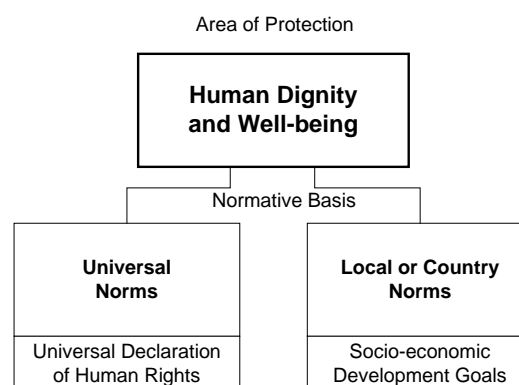 Area of Protection
Human Dignity
and Well-being
Normative Basis
Universal
Norms
Universal Declaration
of Human Rights
Local or Country
Norms
Socio-economic
Development Goals